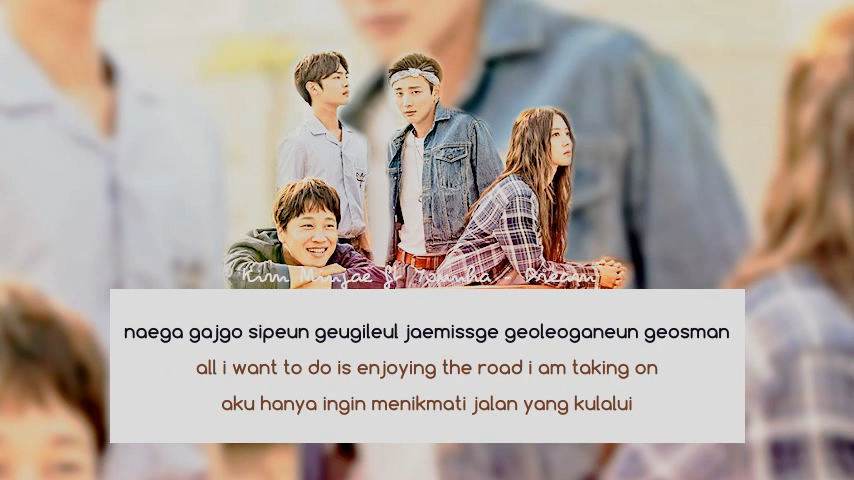 Kim Minjae ft Younha - Dream
naega gajgo sipeun geugileul jaemissge geoleoganeun geosman
all i want to do is enjoying the road i am taking on
aku hanya ingin menikmati jalan yang kulalui